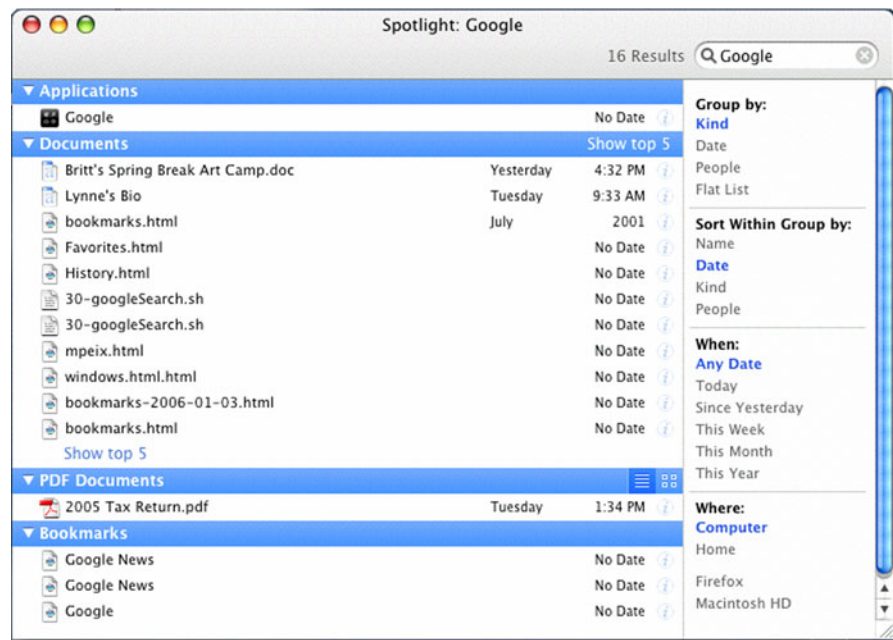 Spotlight: Google
16 Results Google
Applications
Google No Date
Documents Show top 5
Britt's Spring Break Art Camp.doc Yesterday 4:32 PM
Lynne's Bio Tuesday 9:33 AM
bookmarks.html July 2001
Favorites.html No Date
History.html No Date
30-googleSearch.sh No Date
30-googleSearch.sh No Date
mpeix.html No Date
windows.html.html No Date
bookmarks-2006-01-03.html No Date
bookmarks.html No Date
Show top 5
PDF Documents
2005 Tax Return.pdf Tuesday 1:34 PM
Bookmarks
Google News No Date
Google News No Date
Google No Date
Group by:
Kind
Date
People
Flat List
Sort Within Group by:
Name
Date
Kind
People
When:
Any Date
Today
Since Yesterday
This Week
This Month
This Year
Where:
Computer
Home
Firefox
Macintosh HD